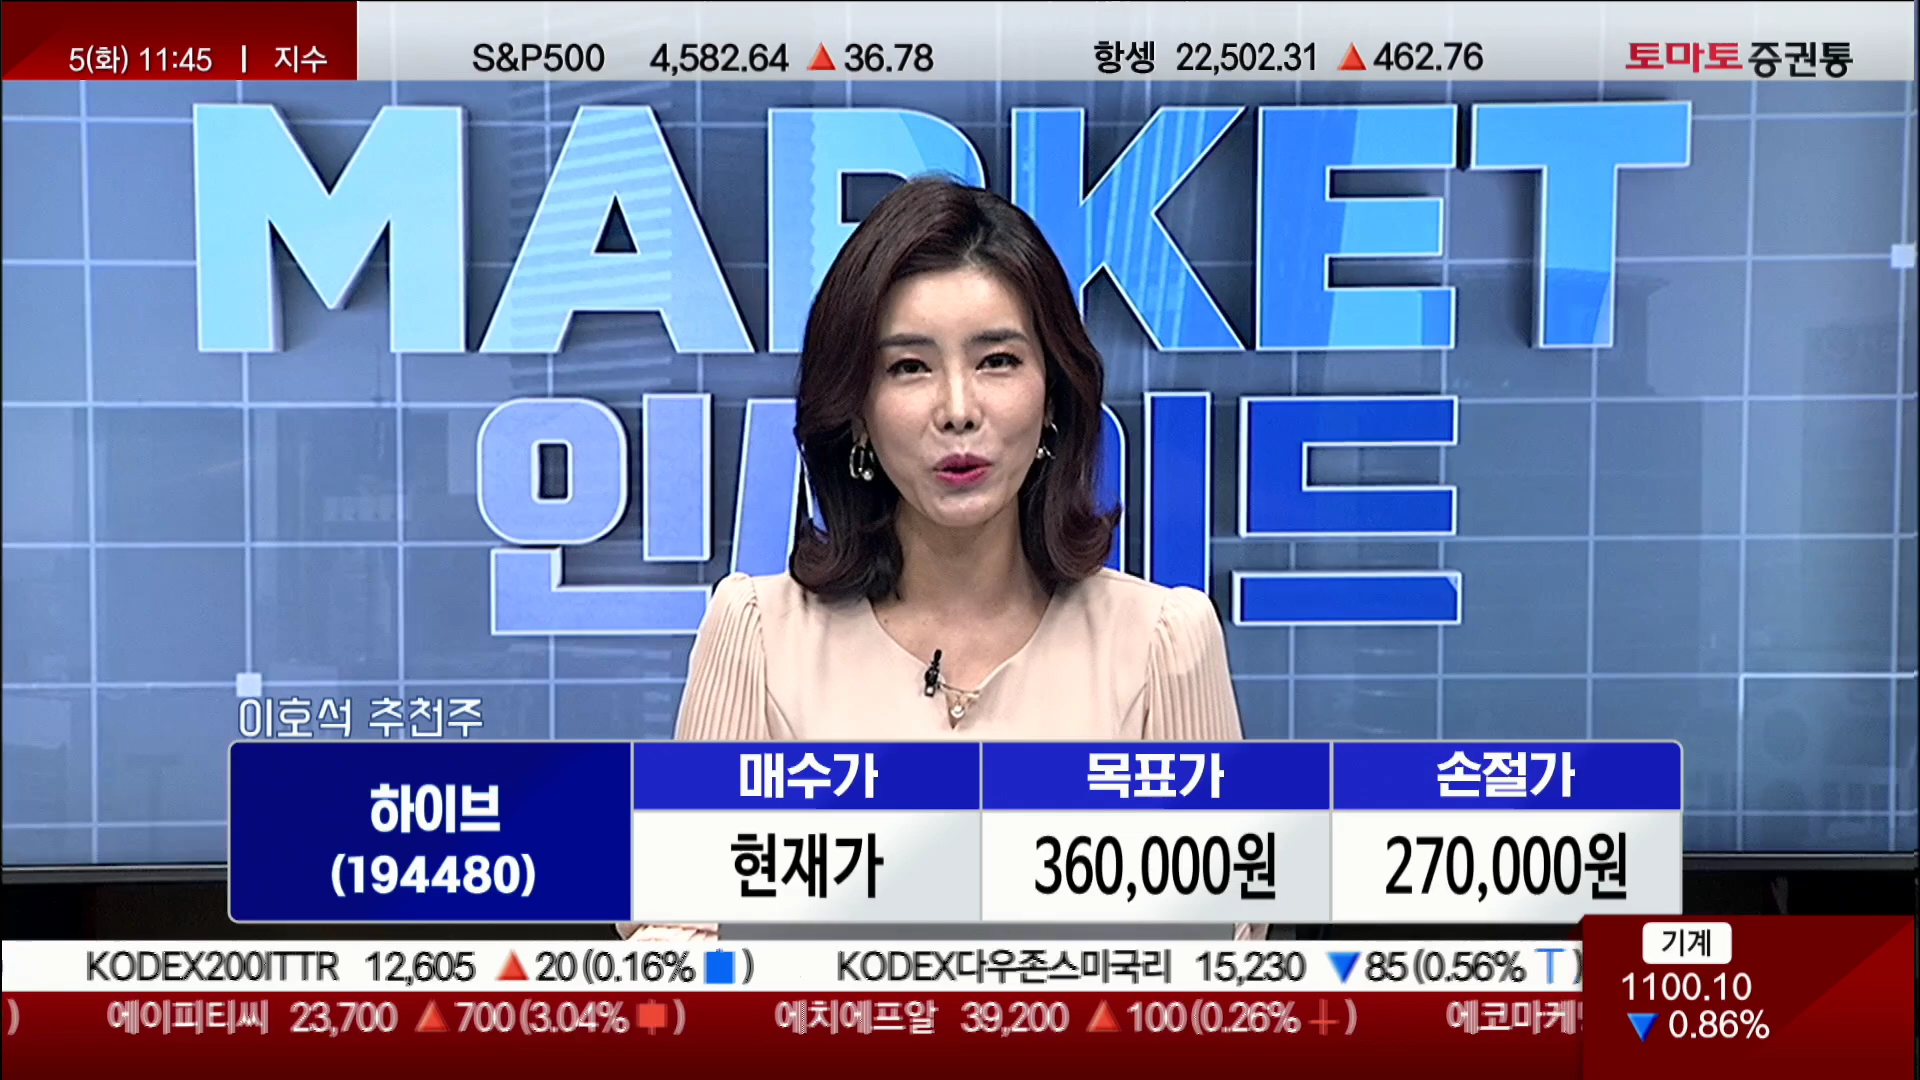 5(화) 11:45 | 지수 S&P500 4,582.64 ▲36.78 항셍 22,502.31 ▲462.76 토마토증권통
MARKET
인사이드
이호석 추천주
하이브
(194480)
매수가 목표가 손절가
현재가 360,000원 270,000원
KODEX200ITTR 12,605 ▲20(0.16% ) KODEX다우존스미국리 15,230 ▼85(0.56% )
) 에이피티씨 23,700 ▲700(3.04% ) 에치에프알 39,200 ▲100(0.26% ) 에코마케
기계
1100.10
▼0.86%